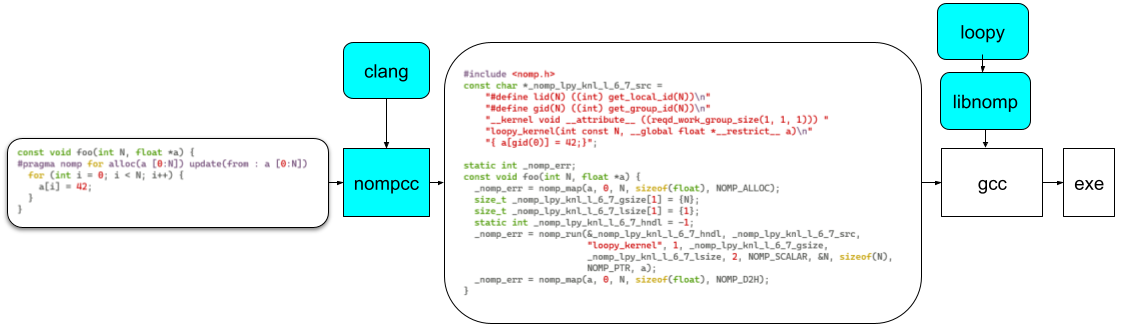 const void foo(int N, float *a) {
#pragma nomp for alloc(a [0:N]) update(from : a [0:N])
  for (int i = 0; i < N; i++) {
    a[i] = 42;
  }
}
clang
nompcc
#include <nomp.h>
const char *_nomp_lpy_knl_l_6_7_src =
    "#define lid(N) ((int) get_local_id(N))\n"
    "#define gid(N) ((int) get_group_id(N))\n"
    "__kernel void __attribute__ ((reqd_work_group_size(1, 1, 1))) "
    "loopy_kernel(int const N, __global float *__restrict__ a)\n"
    "{ a[gid(0)] = 42;}";
static int _nomp_err;
const void foo(int N, float *a) {
  _nomp_err = nomp_map(a, 0, N, sizeof(float), NOMP_ALLOC);
  size_t _nomp_lpy_knl_l_6_7_gsize[1] = {N};
  size_t _nomp_lpy_knl_l_6_7_lsize[1] = {1};
  static int _nomp_lpy_knl_l_6_7_hndl = -1;
  _nomp_err = nomp_run(&_nomp_lpy_knl_l_6_7_hndl, _nomp_lpy_knl_l_6_7_src,
                       "loopy_kernel", 1, _nomp_lpy_knl_l_6_7_gsize,
                       _nomp_lpy_knl_l_6_7_lsize, 2, NOMP_SCALAR, &N, sizeof(N),
                       NOMP_PTR, a);
  _nomp_err = nomp_map(a, 0, N, sizeof(float), NOMP_D2H);
}
loopy
libnomp
gcc
exe